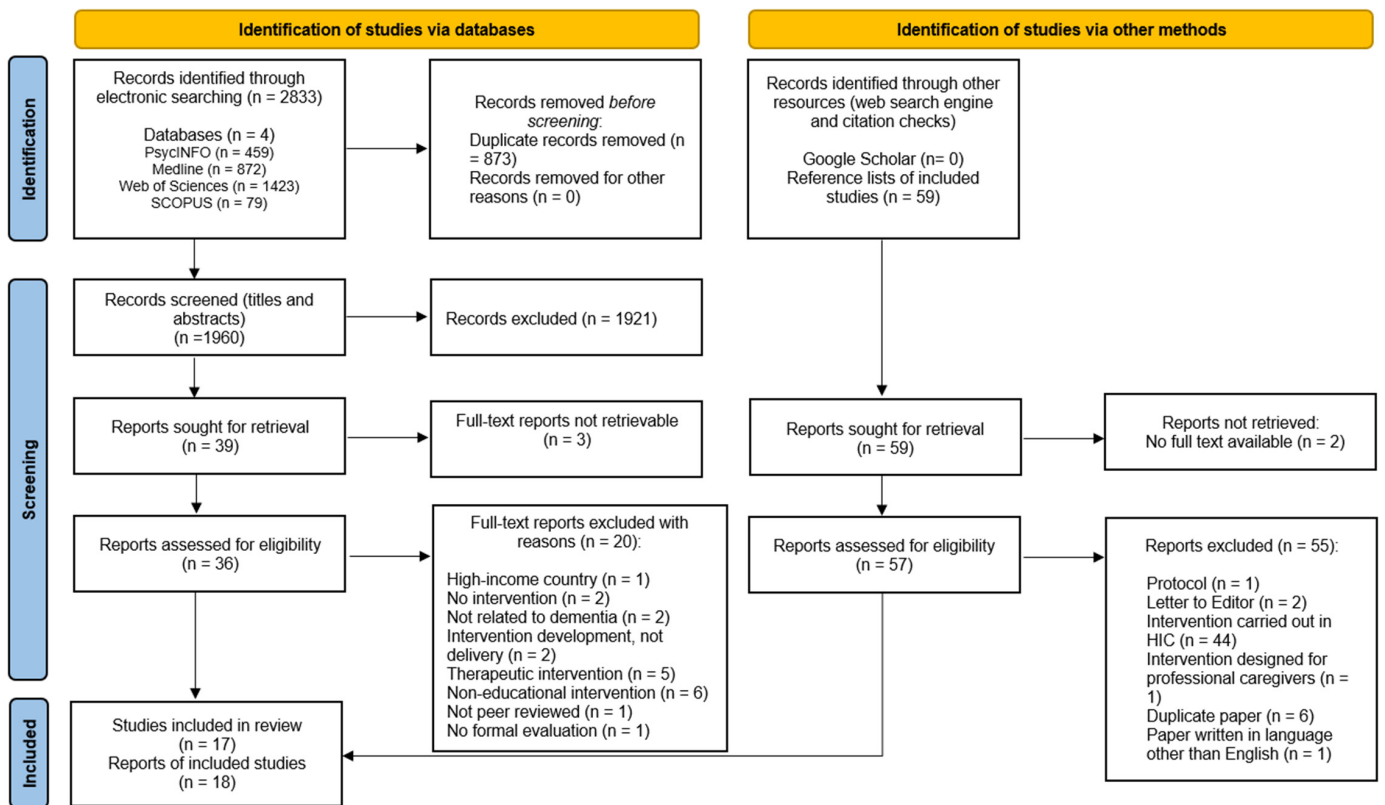 Identification of studies via databases
Identification of studies via other methods
Identification
Records identified through
electronic searching (n = 2833)
Databases (n = 4)
PsycINFO (n = 459)
Medline (n = 872)
Web of Sciences (n = 1423)
SCOPUS (n = 79)
Records removed before
screening:
Duplicate records removed (n
= 873)
Records removed for other
reasons (n = 0)
Records identified through other
resources (web search engine
and citation checks)
Google Scholar (n= 0)
Reference lists of included
studies (n = 59)
Screening
Records screened (titles and
abstracts)
(n =1960)
Records excluded (n = 1921)
Reports sought for retrieval
(n = 39)
Full-text reports not retrievable
(n = 3)
Reports sought for retrieval
(n = 59)
Reports not retrieved:
No full text available (n = 2)
Reports assessed for eligibility
(n = 36)
Full-text reports excluded with
reasons (n = 20):
High-income country (n = 1)
No intervention (n = 2)
Not related to dementia (n = 2)
Intervention development, not
delivery (n = 2)
Therapeutic intervention (n = 5)
Non-educational intervention (n = 6)
Not peer reviewed (n = 1)
No formal evaluation (n = 1)
Reports assessed for eligibility
(n = 57)
Reports excluded (n = 55):
Protocol (n = 1)
Letter to Editor (n = 2)
Intervention carried out in
HIC (n = 44)
Intervention designed for
professional caregivers (n =
1)
Duplicate paper (n = 6)
Paper written in language
other than English (n = 1)
Included
Studies included in review
(n = 17)
Reports of included studies
(n = 18)